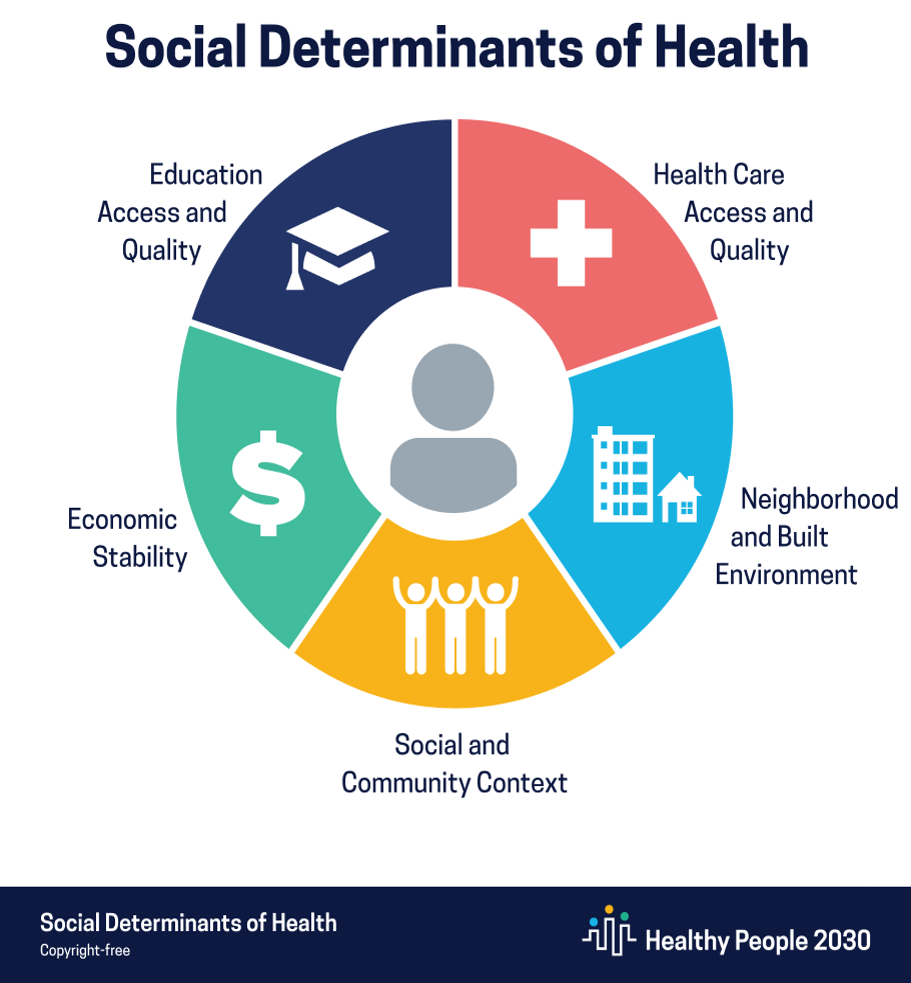 Social Determinants of Health
Education
Access and
Quality
Health Care
Access and
Quality
$
Economic
Stability
Neighborhood
and Built
Environment
Social and
Community Context
Social Determinants of Health
Copyright-free
Healthy People 2030